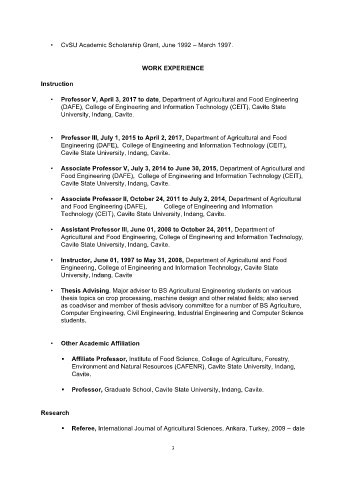 • CvSU Academic Scholarship Grant, June 1992 – March 1997.
WORK EXPERIENCE
Instruction
• Professor V, April 3, 2017 to date, Department of Agricultural and Food Engineering
(DAFE), College of Engineering and Information Technology (CEIT), Cavite State
University, Indang, Cavite.
• Professor III, July 1, 2015 to April 2, 2017, Department of Agricultural and Food
Engineering (DAFE), College of Engineering and Information Technology (CEIT),
Cavite State University, Indang, Cavite.
• Associate Professor V, July 3, 2014 to June 30, 2015, Department of Agricultural and
Food Engineering (DAFE), College of Engineering and Information Technology (CEIT),
Cavite State University, Indang, Cavite.
• Associate Professor II, October 24, 2011 to July 2, 2014, Department of Agricultural
and Food Engineering (DAFE), College of Engineering and Information
Technology (CEIT), Cavite State University, Indang, Cavite.
• Assistant Professor III, June 01, 2008 to October 24, 2011, Department of
Agricultural and Food Engineering, College of Engineering and Information Technology,
Cavite State University, Indang, Cavite.
• Instructor, June 01, 1997 to May 31, 2008, Department of Agricultural and Food
Engineering, College of Engineering and Information Technology, Cavite State
University, Indang, Cavite
• Thesis Advising. Major adviser to BS Agricultural Engineering students on various
thesis topics on crop processing, machine design and other related fields; also served
as coadviser and member of thesis advisory committee for a number of BS Agriculture,
Computer Engineering, Civil Engineering, Industrial Engineering and Computer Science
students.
• Other Academic Affiliation
• Affiliate Professor, Institute of Food Science, College of Agriculture, Forestry,
Environment and Natural Resources (CAFENR), Cavite State University, Indang,
Cavite.
• Professor, Graduate School, Cavite State University, Indang, Cavite.
Research
• Referee, International Journal of Agricultural Sciences, Ankara, Turkey, 2009 – date
3